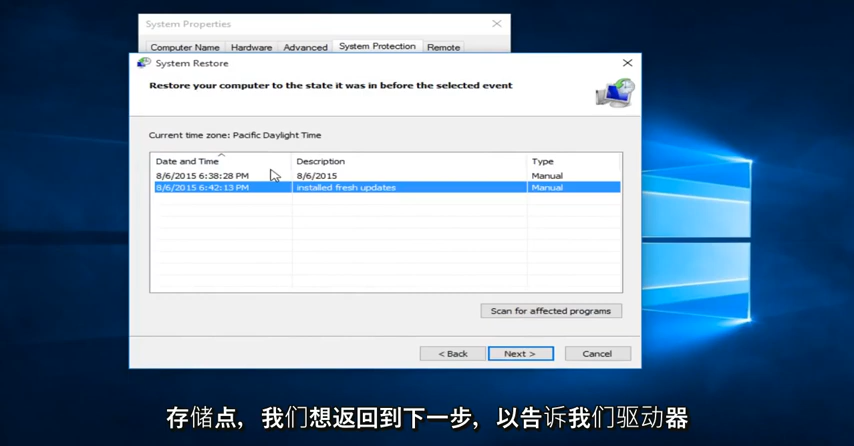 System Properties
Computer Name Hardware Advanced System Protection Remote
System Restore
Restore your computer to the state it was in before the selected event
Current time zone: Pacific Daylight Time
Date and Time Description Type
8/6/2015 6:38:28 PM 8/6/2015 Manual
8/6/2015 6:42:13 PM installed fresh updates Manual
Scan for affected programs
< Back Next > Cancel
存储点，我们想返回到下一步，以告诉我们驱动器